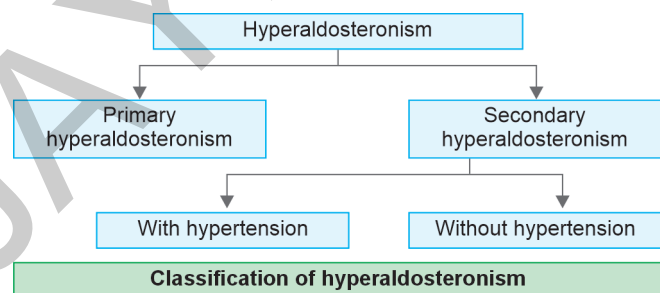 Hyperaldosteronism
Primary
hyperaldosteronism
Secondary
hyperaldosteronism
With hypertension
Without hypertension
Classification of hyperaldosteronism